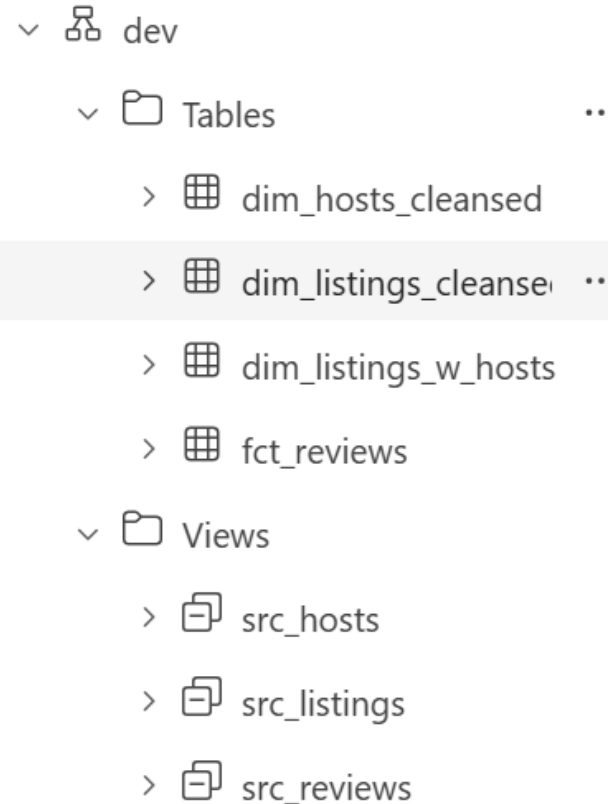 dev
Tables
dim_hosts_cleansed
dim_listings_cleanse
dim_listings_w_hosts
fct_reviews
Views
src_hosts
src_listings
src_reviews